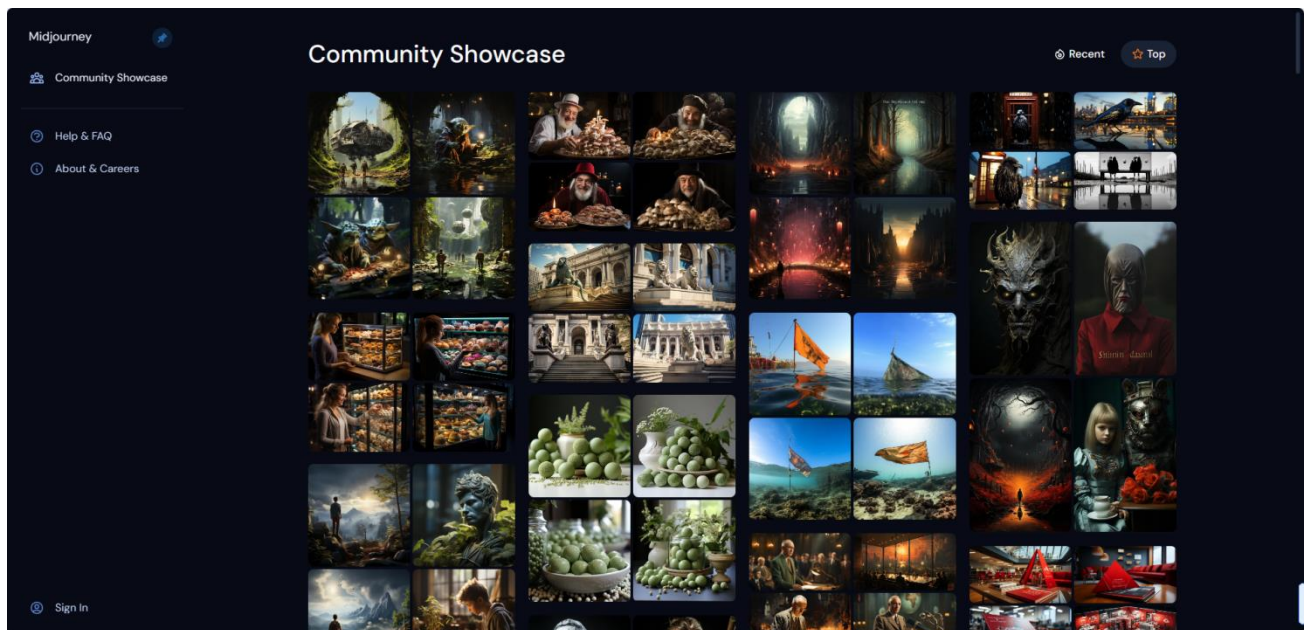 Midjourney
Community Showcase
Help & FAQ
About & Careers
Sign In
Community Showcase
Recent
Top